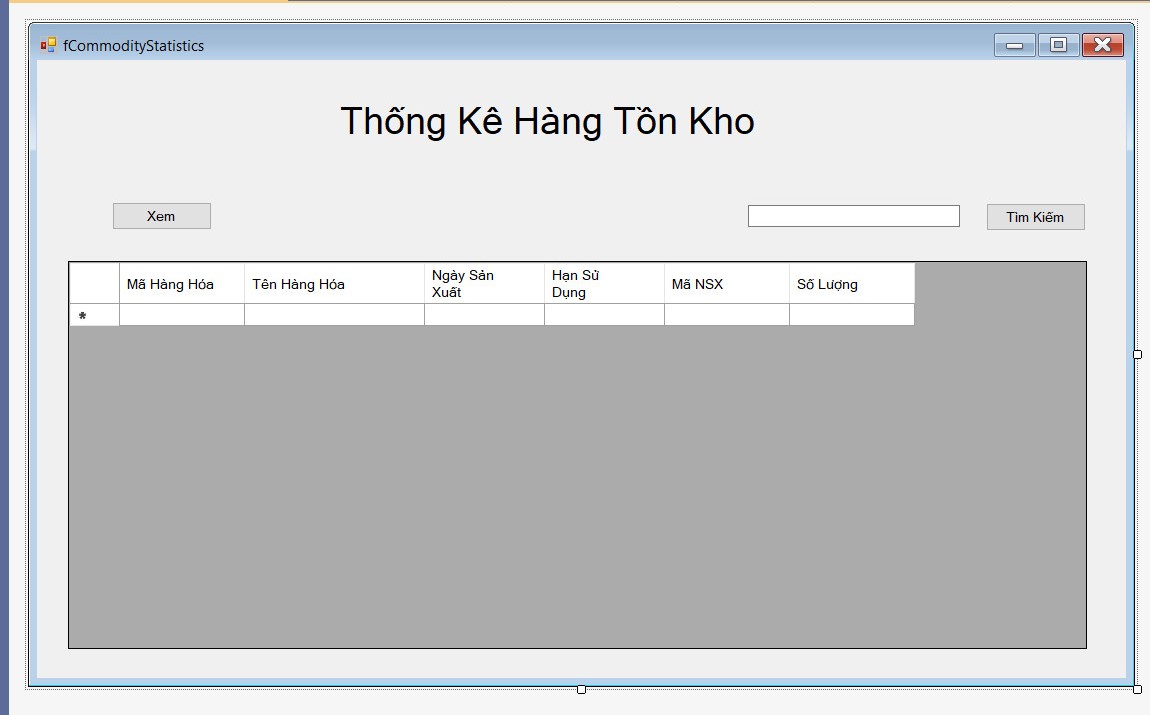 fCommodityStatistics
Thống Kê Hàng Tồn Kho
Xem
Tìm Kiếm
Mã Hàng Hóa
Tên Hàng Hóa
Ngày Sản
Xuất
Hạn Sử
Dụng
Mã NSX
Số Lượng
*